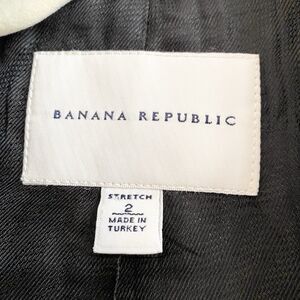 BANANA REPUBLIC
STRETCH
2
MADE IN
TURKEY